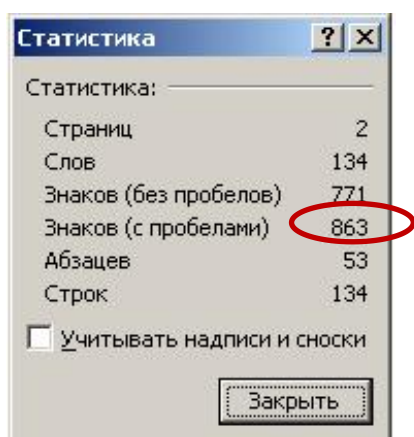 Статистика
Статистика:
Страниц 2
Слов 134
Знаков (без пробелов) 771
Знаков (с пробелами) 863
Абзацев 53
Строк 134
Учитывать надписи и сноски
Закрыть